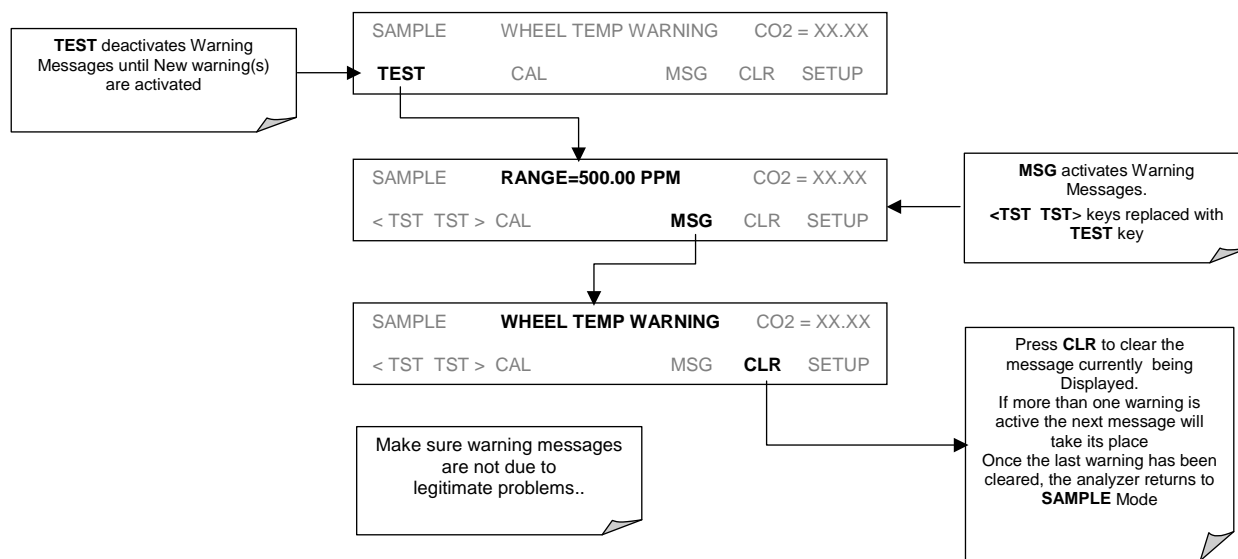 TEST deactivates Warning
Messages until New warning(s)
are activated
SAMPLE WHEEL TEMP WARNING CO2 = XX.XX
TEST CAL MSG CLR SETUP
SAMPLE RANGE=500.00 PPM CO2 = XX.XX
< TST TST > CAL MSG CLR SETUP
MSG activates Warning
Messages.
<TST TST> keys replaced with
TEST key
SAMPLE WHEEL TEMP WARNING CO2 = XX.XX
< TST TST > CAL MSG CLR SETUP
Press CLR to clear the
message currently being
Displayed.
If more than one warning is
active the next message will
take its place
Once the last warning has been
cleared, the analyzer returns to
SAMPLE Mode
Make sure warning messages
are not due to
legitimate problems..